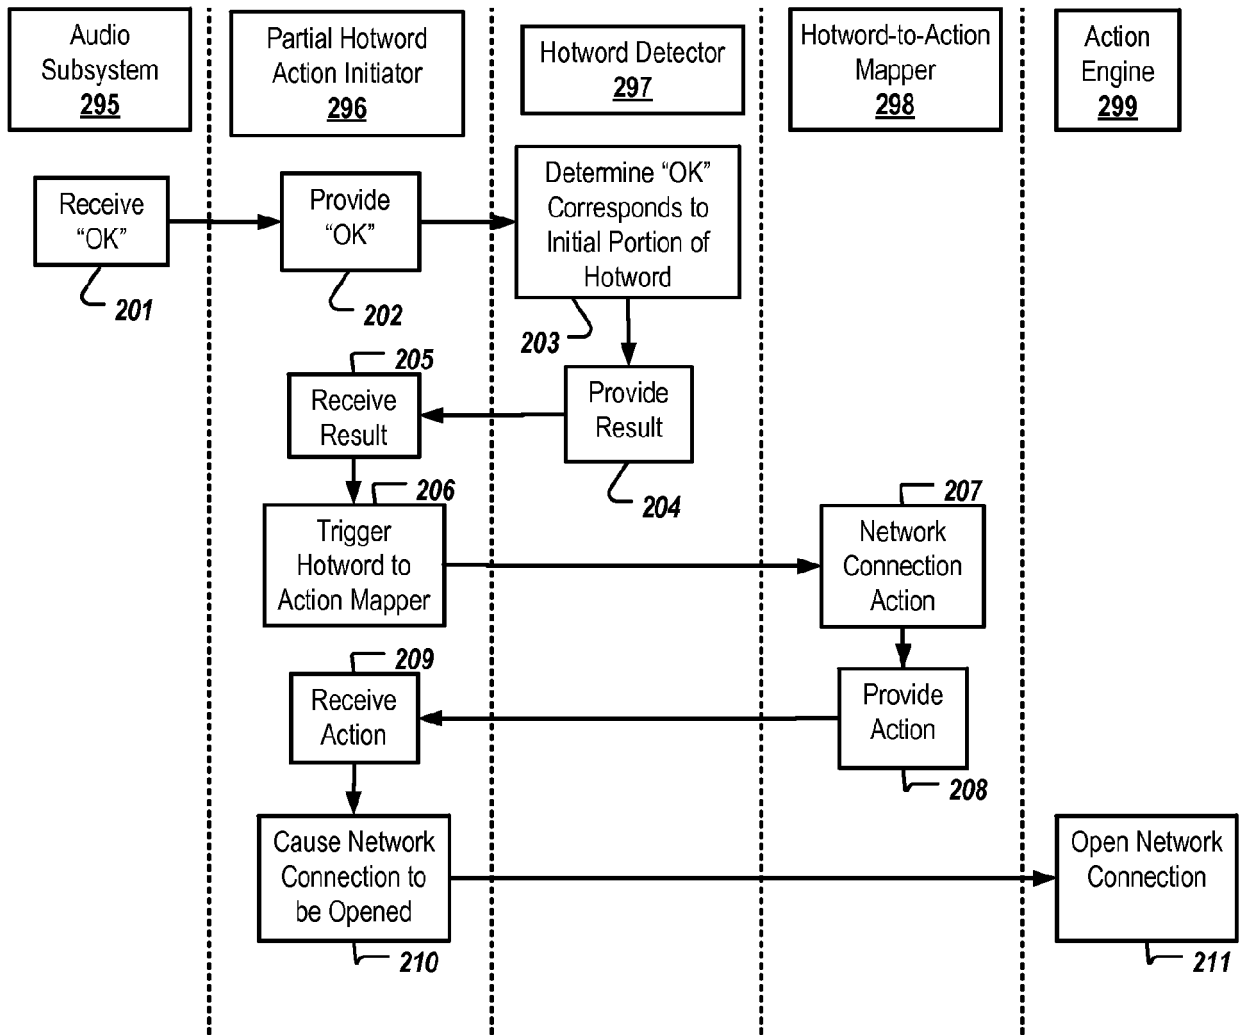 Audio
Subsystem
295
Partial Hotword
Action Initiator
296
Hotword Detector
297
Hotword-to-Action
Mapper
298
Action
Engine
299
Receive
“OK”
201
Provide
“OK”
202
Determine “OK”
Corresponds to
Initial Portion of
Hotword
203
Provide
Result
204
205
Receive
Result
206
Trigger
Hotword to
Action Mapper
207
Network
Connection
Action
Provide
Action
208
209
Receive
Action
Cause Network
Connection to
be Opened
210
Open Network
Connection
211